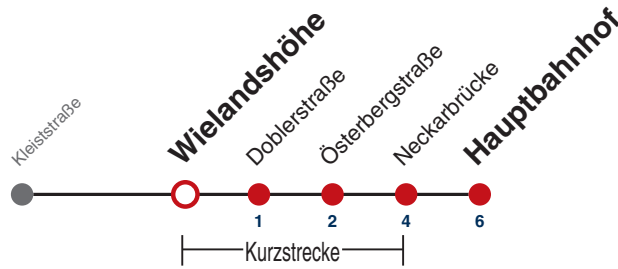 Kleiststraße
Wielandshöhe
Doblerstraße
Österbergstraße
Neckarbrücke
Hauptbahnhof
1 2 4 6
Kurzstrecke